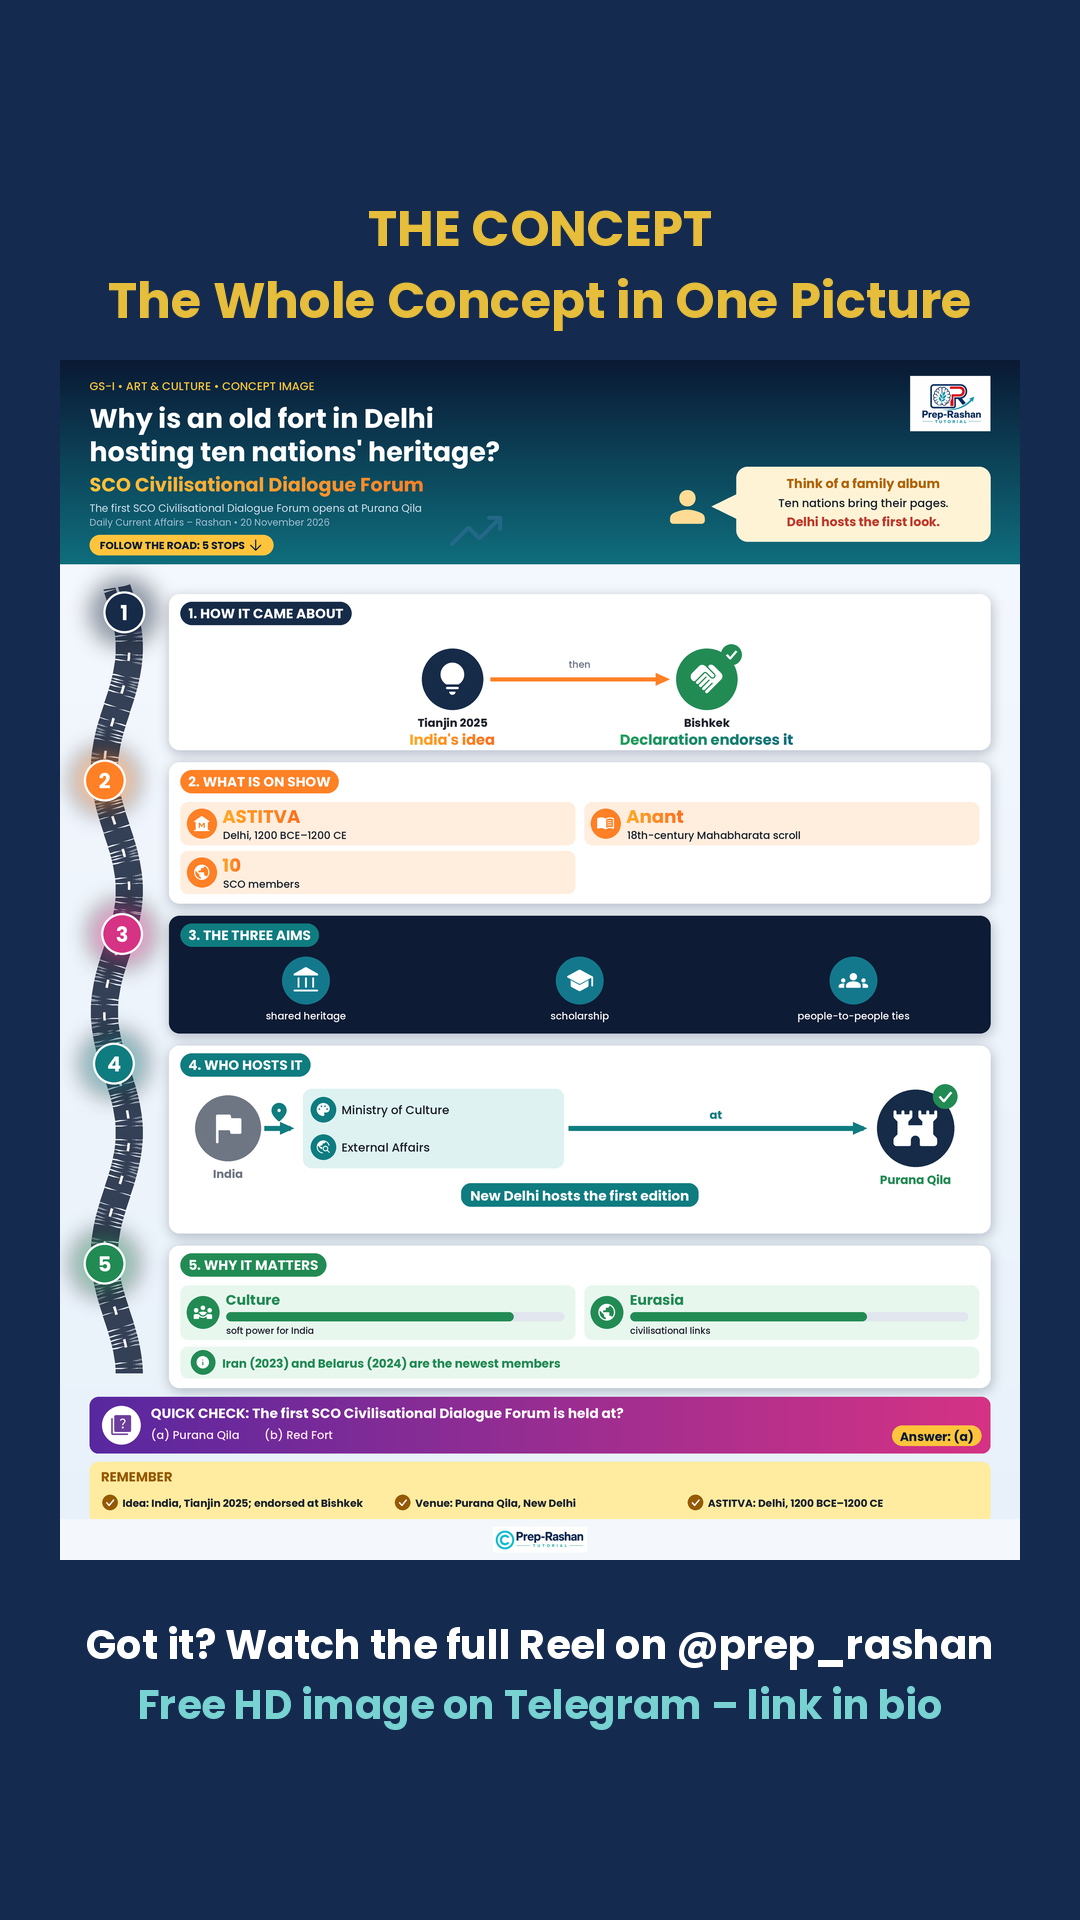 THE CONCEPT
The Whole Concept in One Picture
GS-I • ART & CULTURE • CONCEPT IMAGE
Why is an old fort in Delhi
hosting ten nations' heritage?
SCO Civilisational Dialogue Forum
The first SCO Civilisational Dialogue Forum opens at Purana Qila
Daily Current Affairs – Rashan • 20 November 2026
FOLLOW THE ROAD: 5 STOPS
Prep-Rashan
TUTORIAL
Think of a family album
Ten nations bring their pages.
Delhi hosts the first look.
1
1. HOW IT CAME ABOUT
then
Tianjin 2025
India's idea
Bishkek
Declaration endorses it
2
2. WHAT IS ON SHOW
ASTITVA
Delhi, 1200 BCE–1200 CE
Anant
18th-century Mahabharata scroll
10
SCO members
3
3. THE THREE AIMS
shared heritage
scholarship
people-to-people ties
4
4. WHO HOSTS IT
India
Ministry of Culture
External Affairs
at
Purana Qila
New Delhi hosts the first edition
5
5. WHY IT MATTERS
Culture
soft power for India
Eurasia
civilisational links
Iran (2023) and Belarus (2024) are the newest members
QUICK CHECK: The first SCO Civilisational Dialogue Forum is held at?
(a) Purana Qila (b) Red Fort
Answer: (a)
REMEMBER
Idea: India, Tianjin 2025; endorsed at Bishkek
Venue: Purana Qila, New Delhi
ASTITVA: Delhi, 1200 BCE–1200 CE
© Prep-Rashan
TUTORIAL
Got it? Watch the full Reel on @prep_rashan
Free HD image on Telegram – link in bio